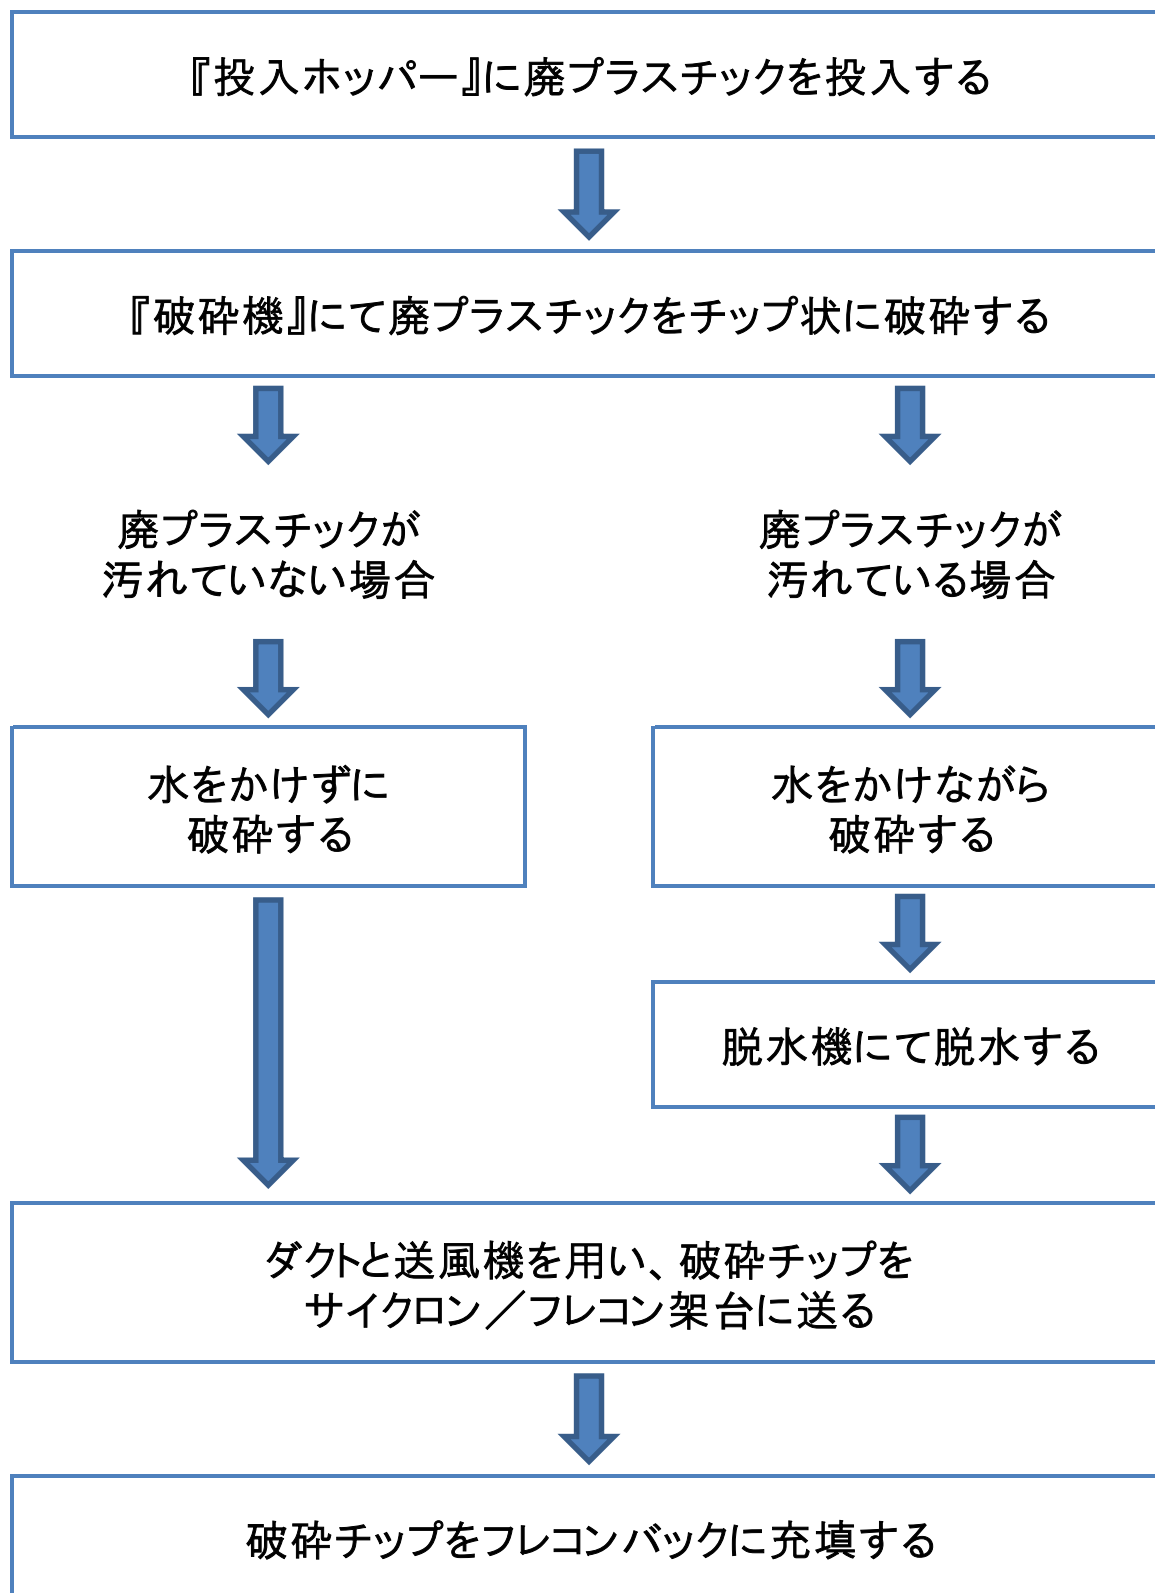 『投入ホッパー』に廃プラスチックを投入する
『破砕機』にて廃プラスチックをチップ状に破砕する
廃プラスチックが
汚れていない場合
廃プラスチックが
汚れている場合
水をかけずに
破砕する
水をかけながら
破砕する
脱水機にて脱水する
ダクトと送風機を用い、破砕チップを
サイクロン／フレコン架台に送る
破砕チップをフレコンバックに充填する